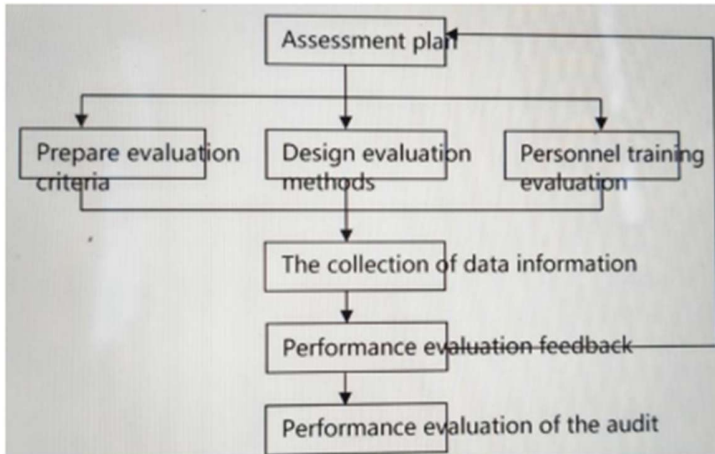 Assessment plan
Prepare evaluation
criteria
Design evaluation
methods
Personnel training
evaluation
The collection of data information
Performance evaluation feedback
Performance evaluation of the audit